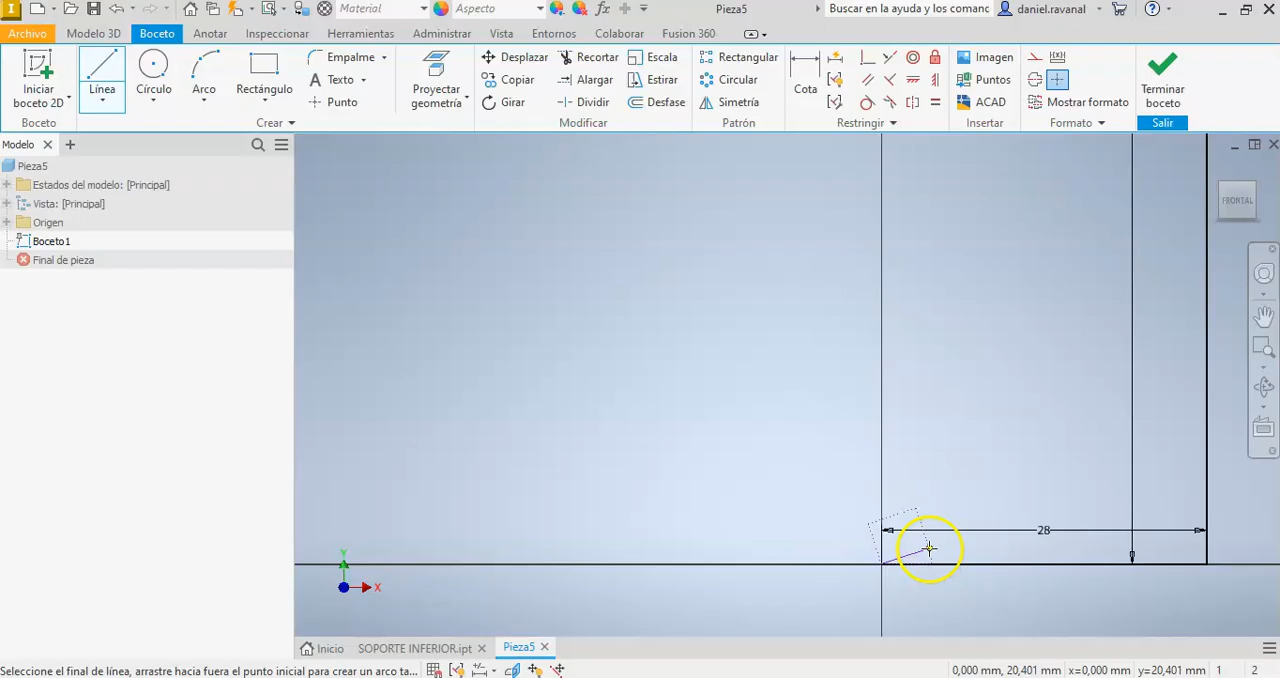 I Material Aspecto fx Pieza5 Buscar en la ayuda y los comanc daniel.ravanal ?
Archivo Modelo 3D Boceto Anotar Inspeccionar Herramientas Administrar Vista Entornos Colaborar Fusion 360
Iniciar boceto 2D
Línea
Círculo
Arco
Rectángulo
Empalme
Texto
Punto
Proyectar geometría
Desplazar
Copiar
Girar
Recortar
Alargar
Dividir
Escala
Estirar
Desfase
Rectangular
Circular
Simetría
Cota
Imagen
Puntos
ACAD
Mostrar formato
Terminar boceto
Boceto Crear Modificar Patrón Restringir Insertar Formato Salir
Modelo
Pieza5
Estados del modelo: [Principal]
Vista: [Principal]
Origen
Boceto1
Final de pieza
FRONTAL
28
Y
X
Inicio SOPORTE INFERIOR.ipt Pieza5
Seleccione el final de línea, arrastre hacia fuera el punto inicial para crear un arco ta... 0,000 mm, 20,401 mm x=0,000 mm y=20,401 mm 1 2